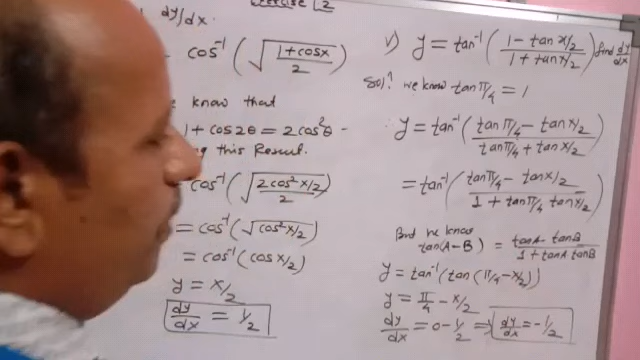 Exercise 2
dy/dx.
cos⁻¹(√(1+cosx/2))
know that
1 + cos2θ = 2cos²θ -
this Result.
cos⁻¹(√(2cos²x/2/2))
= cos⁻¹(√cos²x/2)
= cos⁻¹(cosx/2)
y = x/2
dy/dx = 1/2
v) y = tan⁻¹(1 - tan x/2 / 1 + tan x/2) find dy/dx
Sol? we know tan π/4 = 1
y = tan⁻¹(tan π/4 - tan x/2 / tan π/4 + tan x/2)
= tan⁻¹(tan π/4 - tan x/2 / 1 + tan π/4 tan x/2)
But we know
tan(A-B) = tanA - tanB / 1 + tanA tanB
y = tan⁻¹(tan(π/4 - x/2))
y = π/4 - x/2
dy/dx = 0 - 1/2 ⇒ dy/dx = -1/2